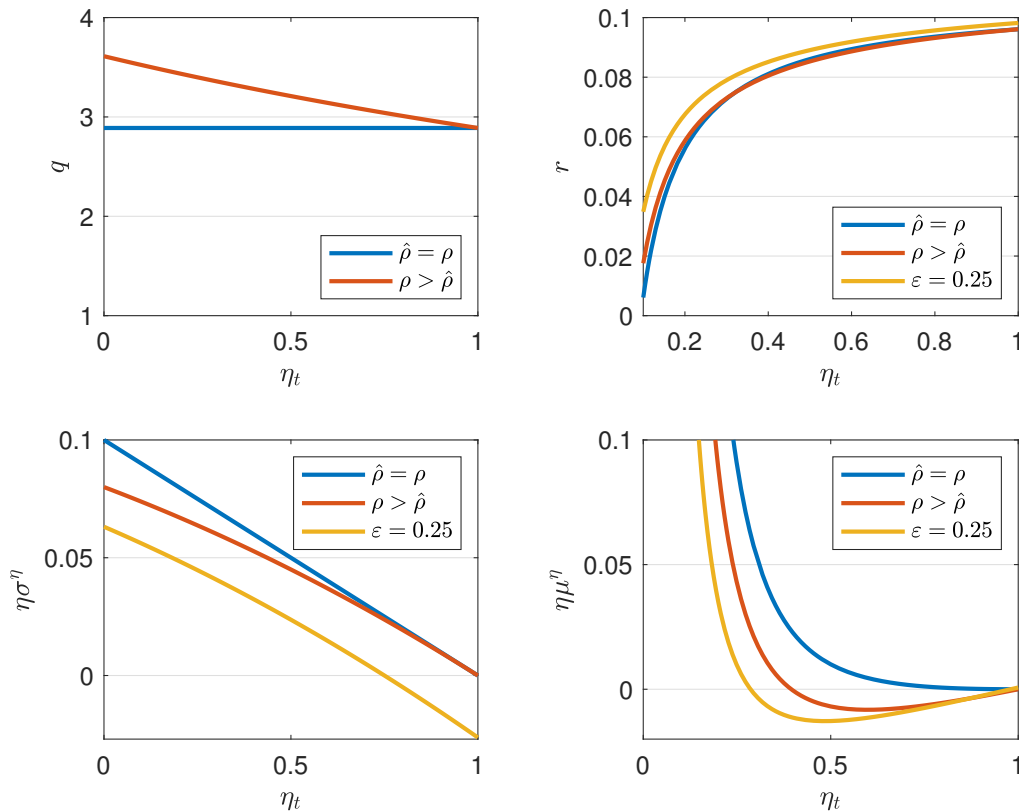 4
3
2
1
q
0
0.5
1
η_t
ρ̂ = ρ
ρ > ρ̂
0.1
0.08
0.06
0.04
0.02
0
r
0.2
0.4
0.6
0.8
1
η_t
ρ̂ = ρ
ρ > ρ̂
ε = 0.25
0.1
0.05
0
ησ^η
0
0.5
1
η_t
ρ̂ = ρ
ρ > ρ̂
ε = 0.25
0.1
0.05
0
ημ^η
0
0.5
1
η_t
ρ̂ = ρ
ρ > ρ̂
ε = 0.25